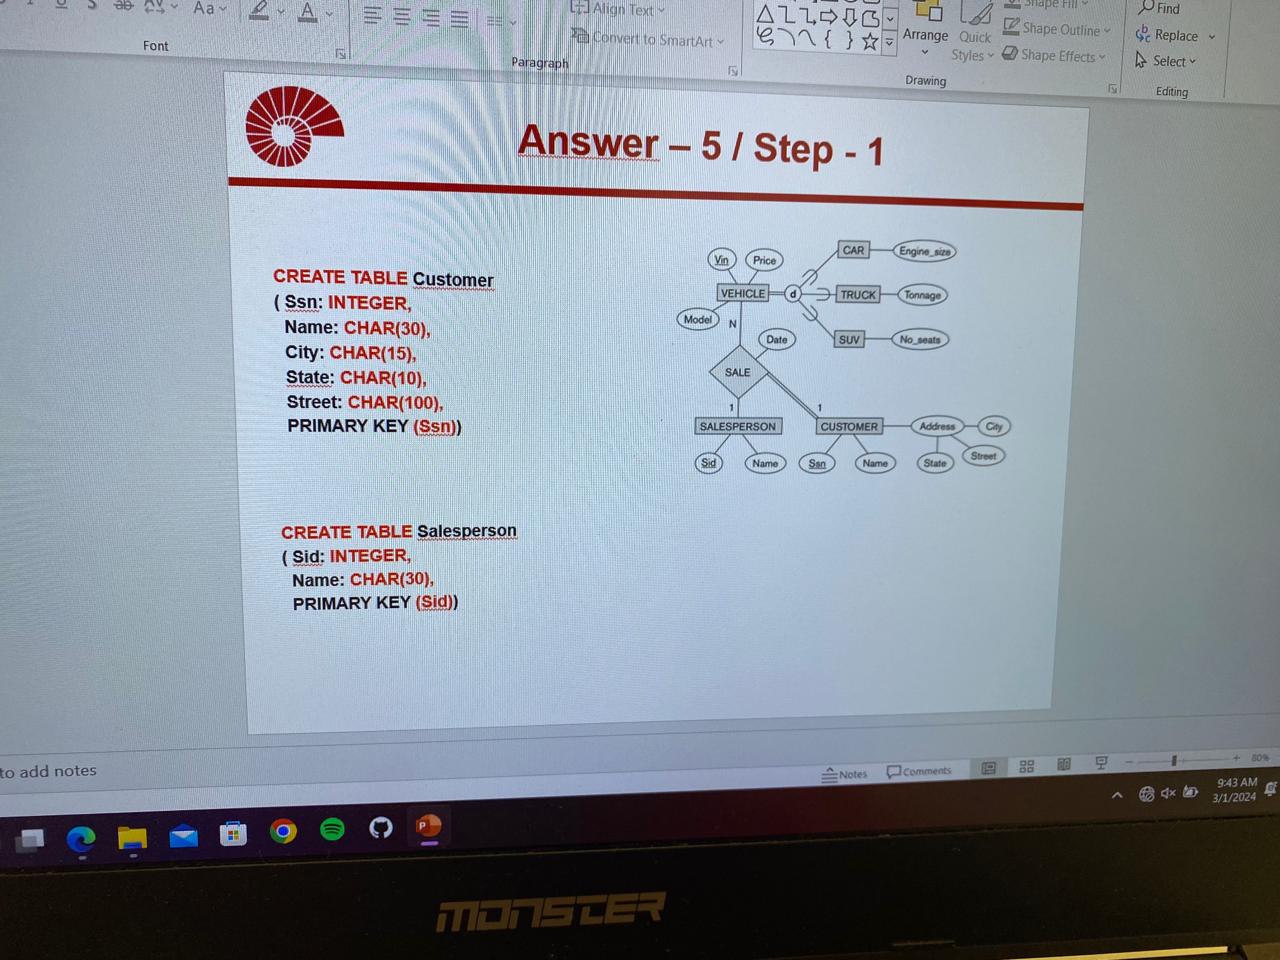 Aa
A
Font
Paragraph
Align Text
Convert to SmartArt
Arrange
Quick
Styles
Shape Fill
Shape Outline
Shape Effects
Drawing
Find
Replace
Select
Editing
Answer – 5 / Step - 1
CREATE TABLE Customer
( Ssn: INTEGER,
Name: CHAR(30),
City: CHAR(15),
State: CHAR(10),
Street: CHAR(100),
PRIMARY KEY (Ssn))
CREATE TABLE Salesperson
( Sid: INTEGER,
Name: CHAR(30),
PRIMARY KEY (Sid))
Vin
Price
CAR
Engine_size
VEHICLE
d
TRUCK
Tonnage
Model
N
Date
SUV
No_seats
SALE
1
1
SALESPERSON
CUSTOMER
Address
City
Sid
Name
Ssn
Name
State
Street
to add notes
Notes
Comments
80%
9:43 AM
3/1/2024
MONSTER